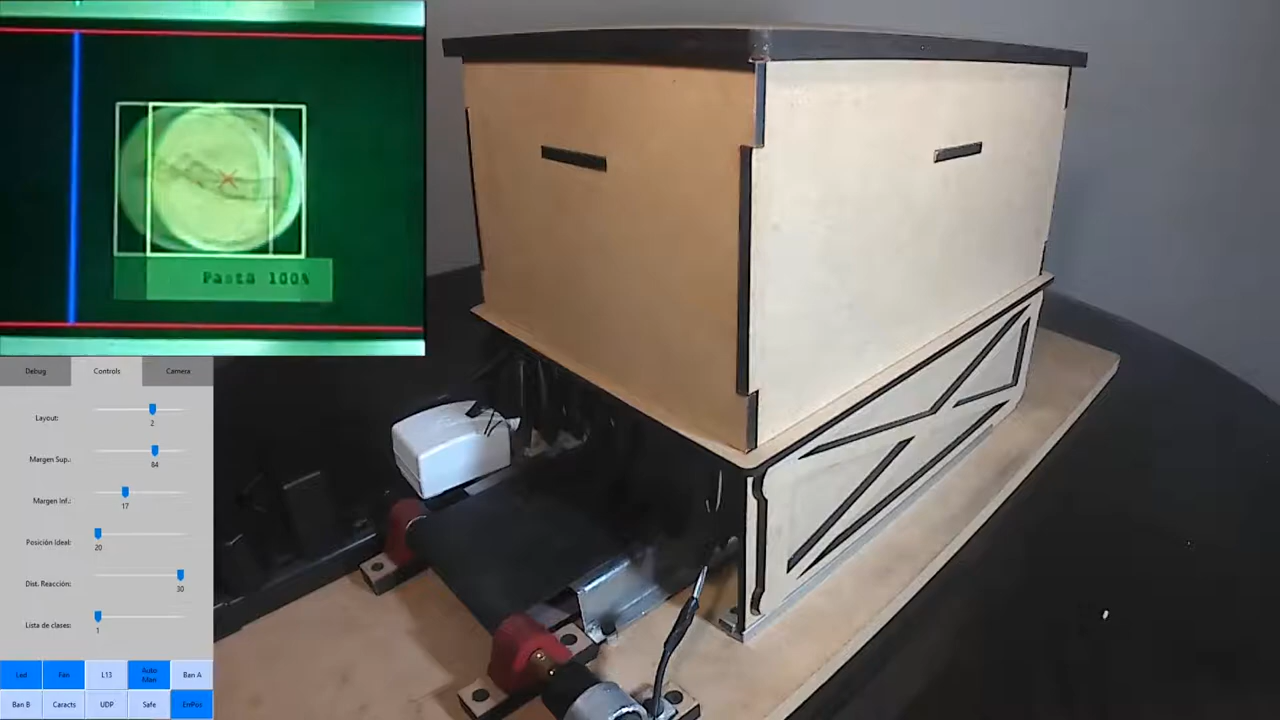 Pasta 100%
Debug
Controls
Camera
Layout:
2
Margen Sup.:
84
Margen Inf.:
17
Posición Ideal:
20
Dist. Reacción:
30
Lista de clases:
1
Led
Fan
L13
Auto
Man
Ban A
Ban B
Caracts
UDP
Safe
EnPos